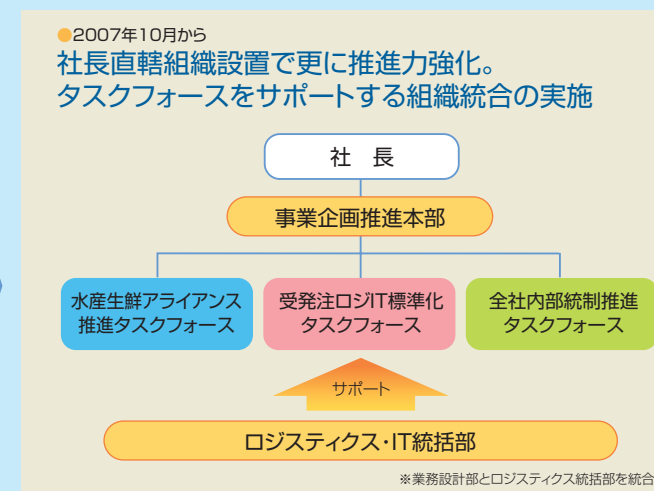 ●2007年10月から
社長直轄組織設置で更に推進力強化。
タスクフォースをサポートする組織統合の実施
社 長
事業企画推進本部
水産生鮮アライアンス
推進タスクフォース
受発注ロジIT標準化
タスクフォース
全社内部統制推進
タスクフォース
サポート
ロジスティクス・IT統括部
※業務設計部とロジスティクス統括部を統合